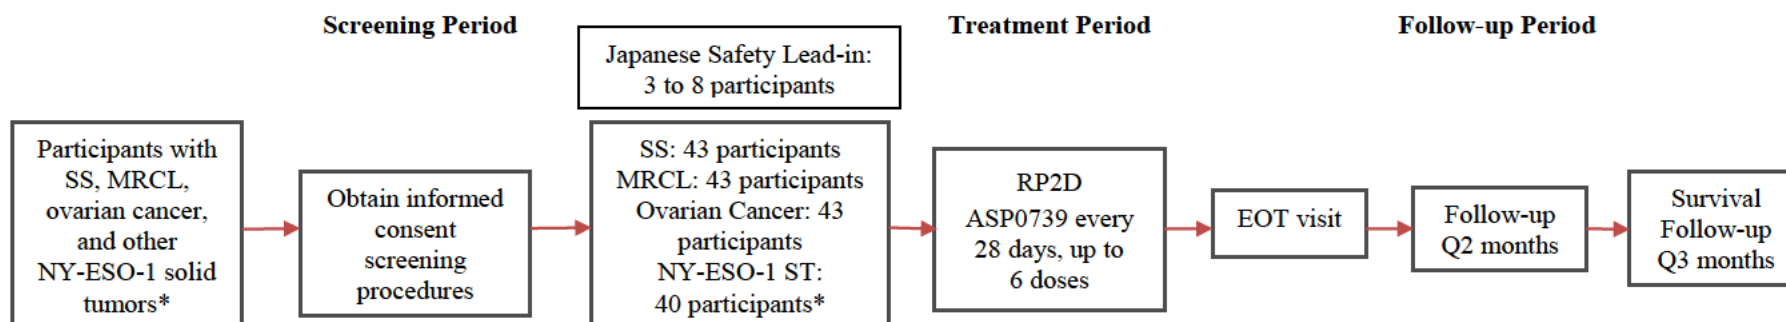 Screening Period
Treatment Period
Follow-up Period
Japanese Safety Lead-in:
3 to 8 participants
Participants with
SS, MRCL,
ovarian cancer,
and other
NY-ESO-1 solid
tumors*
Obtain informed
consent
screening
procedures
SS: 43 participants
MRCL: 43 participants
Ovarian Cancer: 43
participants
NY-ESO-1 ST:
40 participants*
RP2D
ASP0739 every
28 days, up to
6 doses
EOT visit
Follow-up
Q2 months
Survival
Follow-up
Q3 months